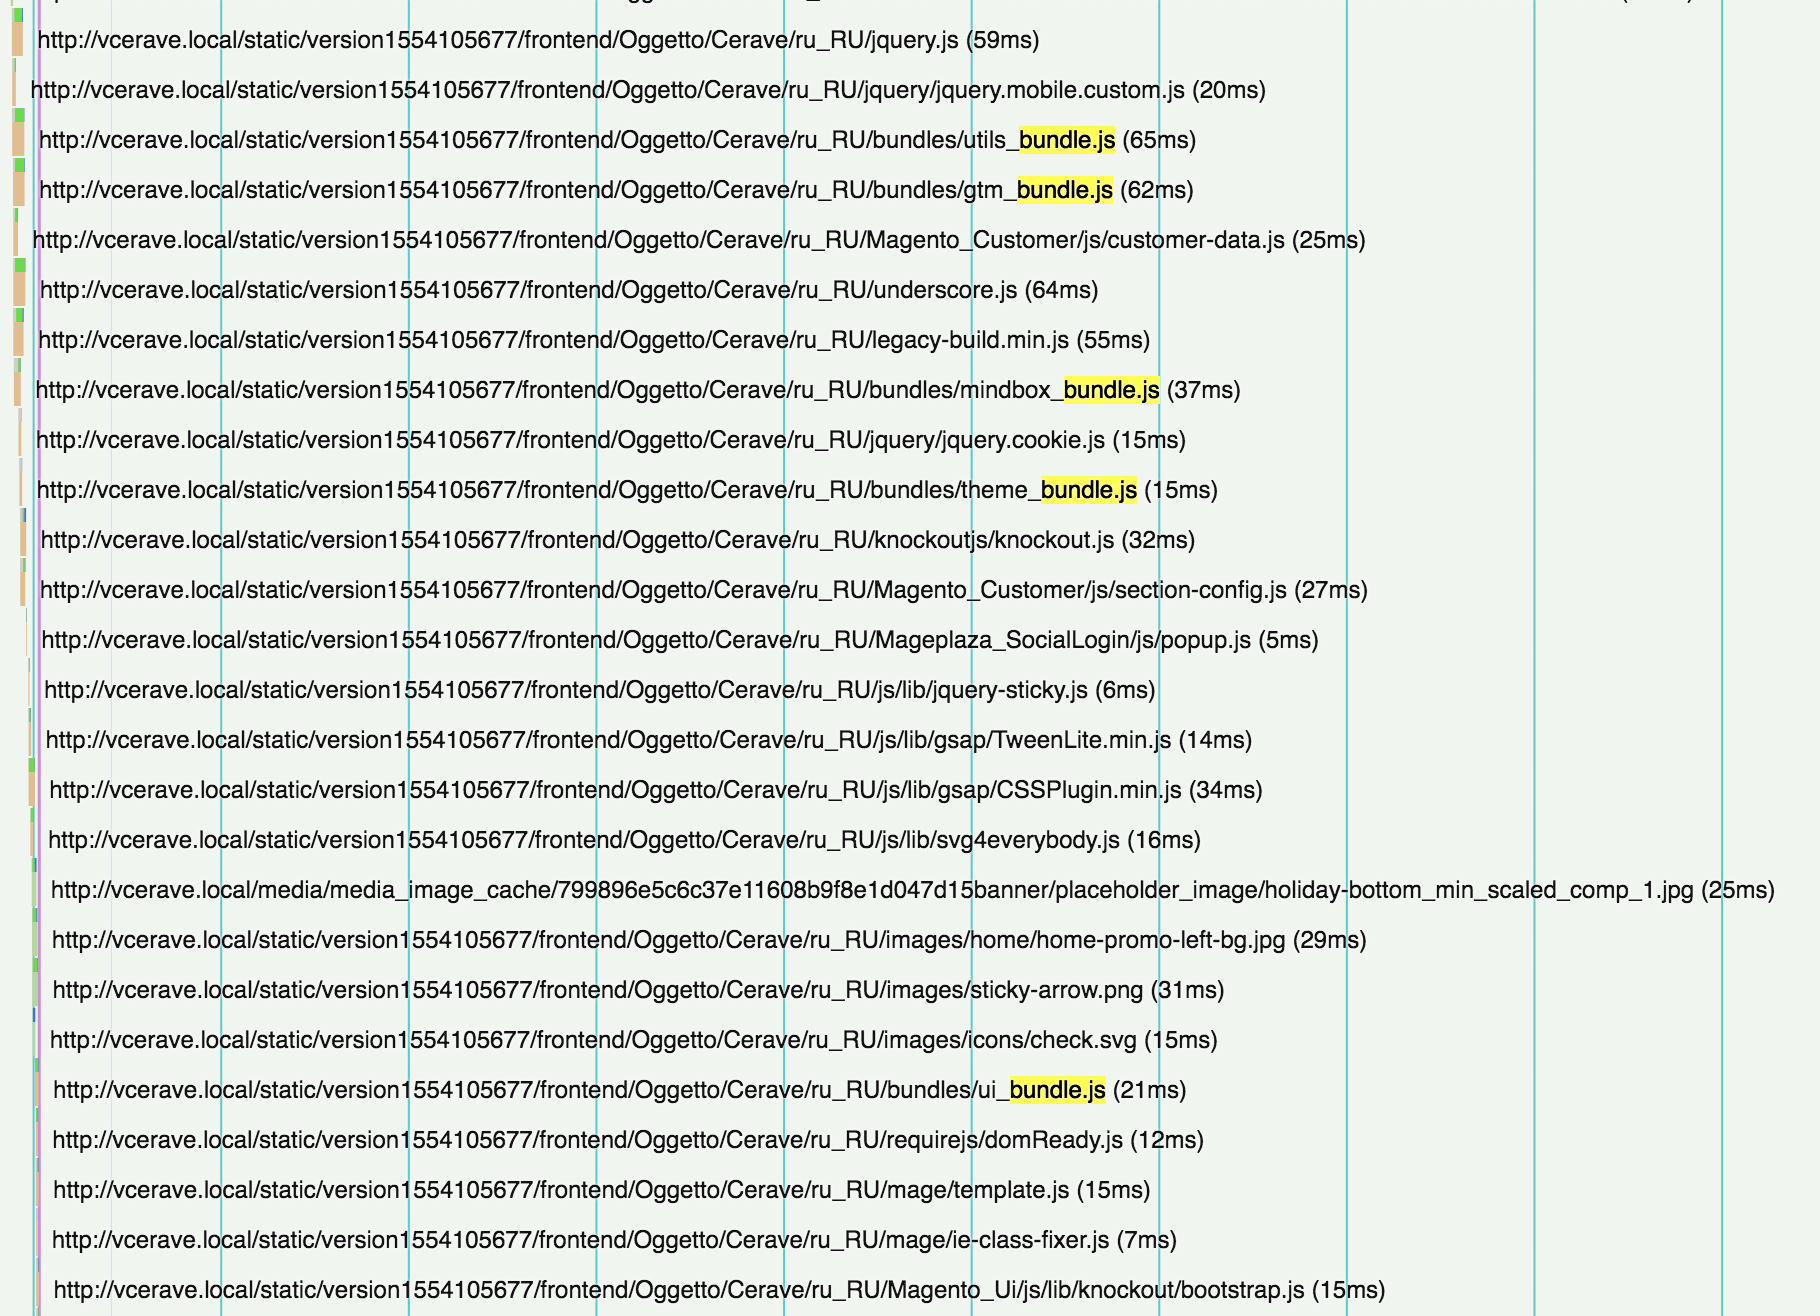 http://vcerave.local/static/version1554105677/frontend/Oggetto/Cerave/ru_RU/jquery.js (59ms)
http://vcerave.local/static/version1554105677/frontend/Oggetto/Cerave/ru_RU/jquery/jquery.mobile.custom.js (20ms)
http://vcerave.local/static/version1554105677/frontend/Oggetto/Cerave/ru_RU/bundles/utils_bundle.js (65ms)
http://vcerave.local/static/version1554105677/frontend/Oggetto/Cerave/ru_RU/bundles/gtm_bundle.js (62ms)
http://vcerave.local/static/version1554105677/frontend/Oggetto/Cerave/ru_RU/Magento_Customer/js/customer-data.js (25ms)
http://vcerave.local/static/version1554105677/frontend/Oggetto/Cerave/ru_RU/underscore.js (64ms)
http://vcerave.local/static/version1554105677/frontend/Oggetto/Cerave/ru_RU/legacy-build.min.js (55ms)
http://vcerave.local/static/version1554105677/frontend/Oggetto/Cerave/ru_RU/bundles/mindbox_bundle.js (37ms)
http://vcerave.local/static/version1554105677/frontend/Oggetto/Cerave/ru_RU/jquery/jquery.cookie.js (15ms)
http://vcerave.local/static/version1554105677/frontend/Oggetto/Cerave/ru_RU/bundles/theme_bundle.js (15ms)
http://vcerave.local/static/version1554105677/frontend/Oggetto/Cerave/ru_RU/knockoutjs/knockout.js (32ms)
http://vcerave.local/static/version1554105677/frontend/Oggetto/Cerave/ru_RU/Magento_Customer/js/section-config.js (27ms)
http://vcerave.local/static/version1554105677/frontend/Oggetto/Cerave/ru_RU/Mageplaza_SocialLogin/js/popup.js (5ms)
http://vcerave.local/static/version1554105677/frontend/Oggetto/Cerave/ru_RU/js/lib/jquery-sticky.js (6ms)
http://vcerave.local/static/version1554105677/frontend/Oggetto/Cerave/ru_RU/js/lib/gsap/TweenLite.min.js (14ms)
http://vcerave.local/static/version1554105677/frontend/Oggetto/Cerave/ru_RU/js/lib/gsap/CSSPlugin.min.js (34ms)
http://vcerave.local/static/version1554105677/frontend/Oggetto/Cerave/ru_RU/js/lib/svg4everybody.js (16ms)
http://vcerave.local/media/media_image_cache/799896e5c6c37e11608b9f8e1d047d15banner/placeholder_image/holiday-bottom_min_scaled_comp_1.jpg (25ms)
http://vcerave.local/static/version1554105677/frontend/Oggetto/Cerave/ru_RU/images/home/home-promo-left-bg.jpg (29ms)
http://vcerave.local/static/version1554105677/frontend/Oggetto/Cerave/ru_RU/images/sticky-arrow.png (31ms)
http://vcerave.local/static/version1554105677/frontend/Oggetto/Cerave/ru_RU/images/icons/check.svg (15ms)
http://vcerave.local/static/version1554105677/frontend/Oggetto/Cerave/ru_RU/bundles/ui_bundle.js (21ms)
http://vcerave.local/static/version1554105677/frontend/Oggetto/Cerave/ru_RU/requirejs/domReady.js (12ms)
http://vcerave.local/static/version1554105677/frontend/Oggetto/Cerave/ru_RU/mage/template.js (15ms)
http://vcerave.local/static/version1554105677/frontend/Oggetto/Cerave/ru_RU/mage/ie-class-fixer.js (7ms)
http://vcerave.local/static/version1554105677/frontend/Oggetto/Cerave/ru_RU/Magento_Ui/js/lib/knockout/bootstrap.js (15ms)